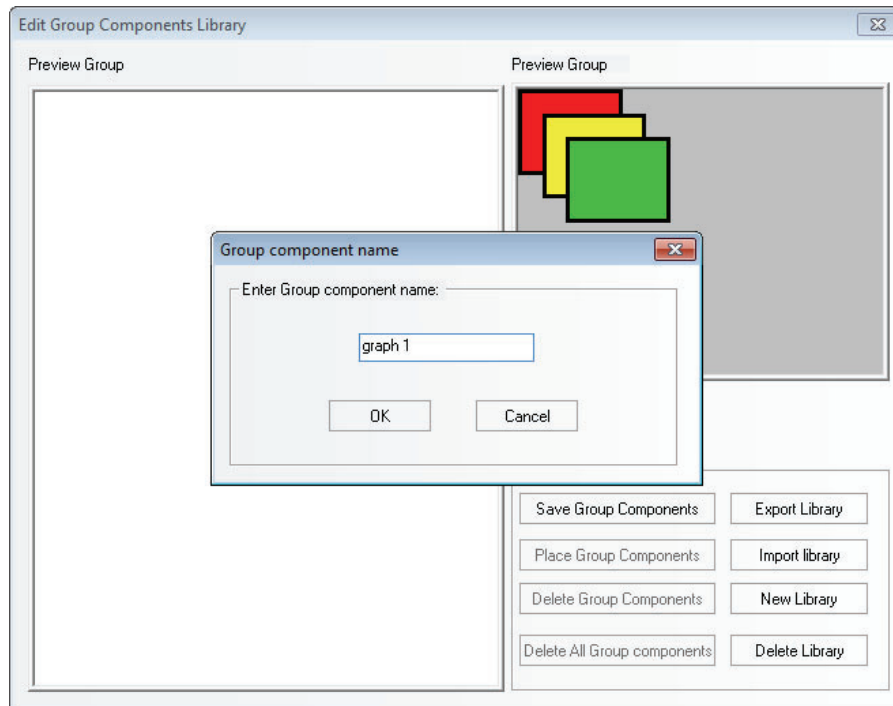 Edit Group Components Library
Preview Group
Preview Group
Group component name
Enter Group component name:
graph 1
OK
Cancel
Save Group Components
Export Library
Place Group Components
Import library
Delete Group Components
New Library
Delete All Group components
Delete Library